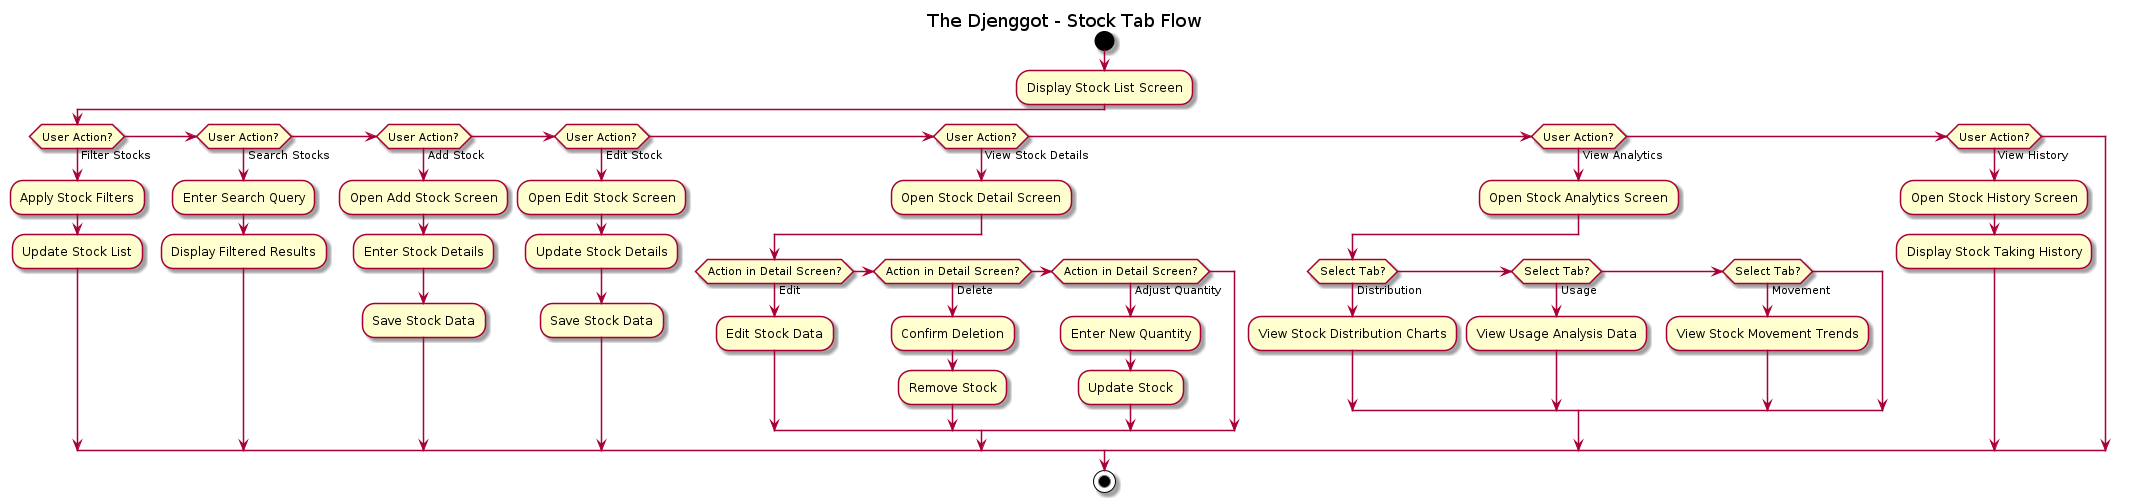 The Djenggot - Stock Tab Flow
Display Stock List Screen
User Action?
Filter Stocks
Apply Stock Filters
Update Stock List
User Action?
Search Stocks
Enter Search Query
Display Filtered Results
User Action?
Add Stock
Open Add Stock Screen
Enter Stock Details
Save Stock Data
User Action?
Edit Stock
Open Edit Stock Screen
Update Stock Details
Save Stock Data
User Action?
View Stock Details
Open Stock Detail Screen
Action in Detail Screen?
Edit
Edit Stock Data
Action in Detail Screen?
Delete
Confirm Deletion
Remove Stock
Action in Detail Screen?
Adjust Quantity
Enter New Quantity
Update Stock
User Action?
View Analytics
Open Stock Analytics Screen
Select Tab?
Distribution
View Stock Distribution Charts
Select Tab?
Usage
View Usage Analysis Data
Select Tab?
Movement
View Stock Movement Trends
User Action?
View History
Open Stock History Screen
Display Stock Taking History